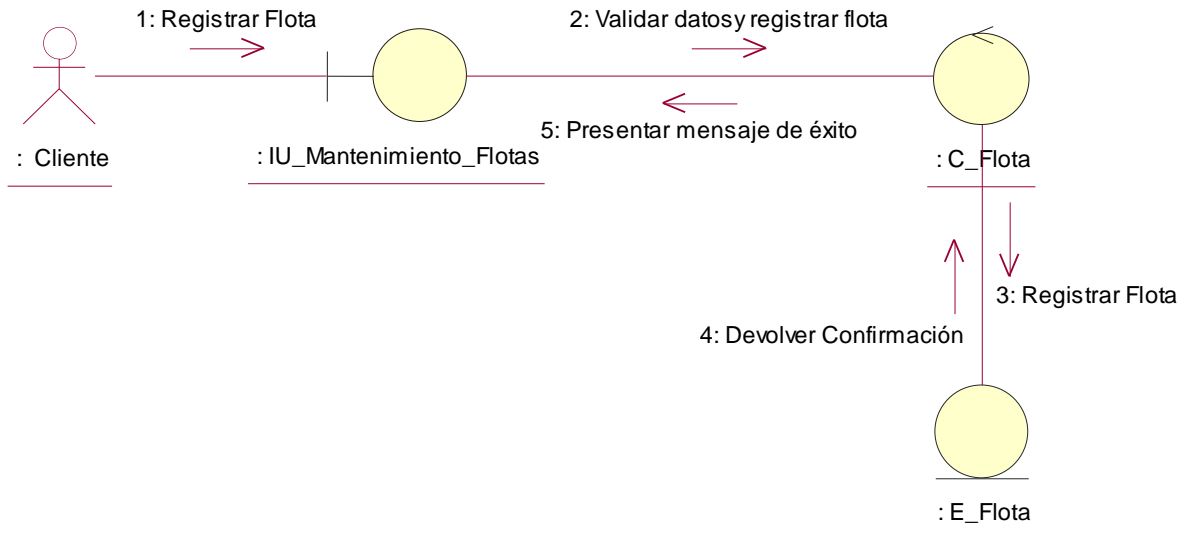 1: Registrar Flota
2: Validar datos y registrar flota
5: Presentar mensaje de éxito
: Cliente
: IU_Mantenimiento_Flotas
: C_Flota
3: Registrar Flota
4: Devolver Confirmación
: E_Flota